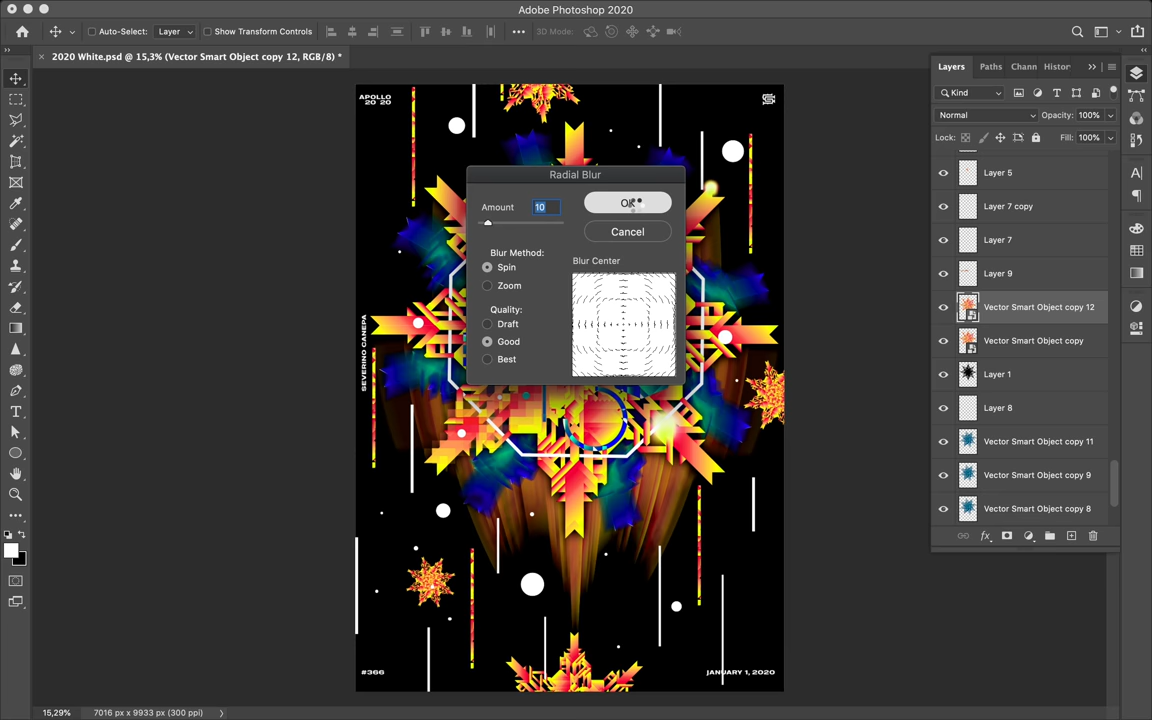 Adobe Photoshop 2020
Auto-Select:
Layer
Show Transform Controls
3D Mode:
2020 White.psd @ 15,3% (Vector Smart Object copy 12, RGB/8) *
Layers
Paths
Chann
Histor
Kind
Normal
Opacity:
100%
Lock:
Fill:
100%
Layer 5
Layer 7 copy
Layer 7
Layer 9
Vector Smart Object copy 12
Vector Smart Object copy
Layer 1
Layer 8
Vector Smart Object copy 11
Vector Smart Object copy 9
Vector Smart Object copy 8
APOLLO
20 20
SEVERINO CANEPA
#366
JANUARY 1, 2020
Radial Blur
Amount
10
OK
Cancel
Blur Method:
Spin
Zoom
Quality:
Draft
Good
Best
Blur Center
15,29%
7016 px x 9933 px (300 ppi)